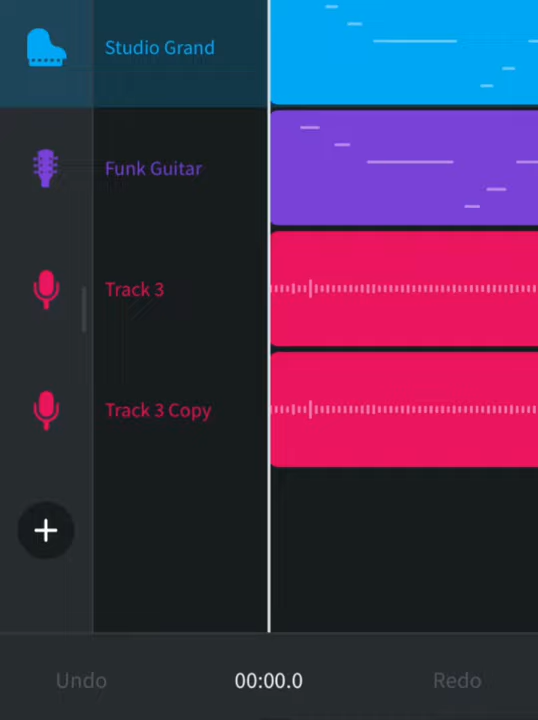 Studio Grand
Funk Guitar
Track 3
Track 3 Copy
Undo 00:00.0 Redo